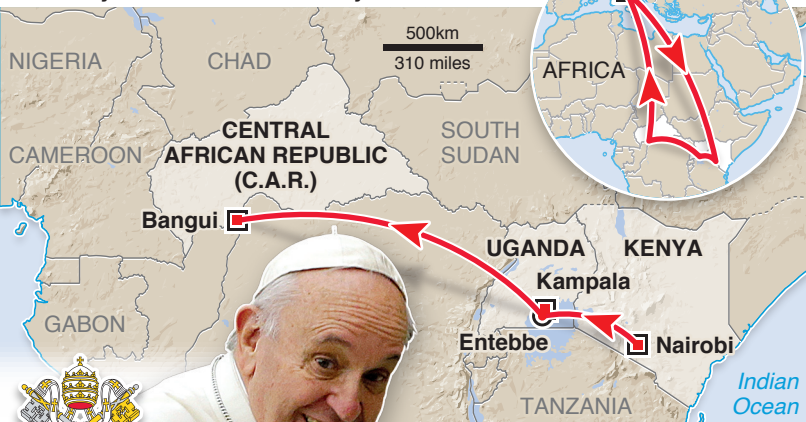 500km
310 miles
NIGERIA
CHAD
AFRICA
CAMEROON
CENTRAL
AFRICAN REPUBLIC
(C.A.R.)
SOUTH
SUDAN
Bangui
UGANDA
KENYA
Kampala
GABON
Entebbe
Nairobi
TANZANIA
Indian
Ocean